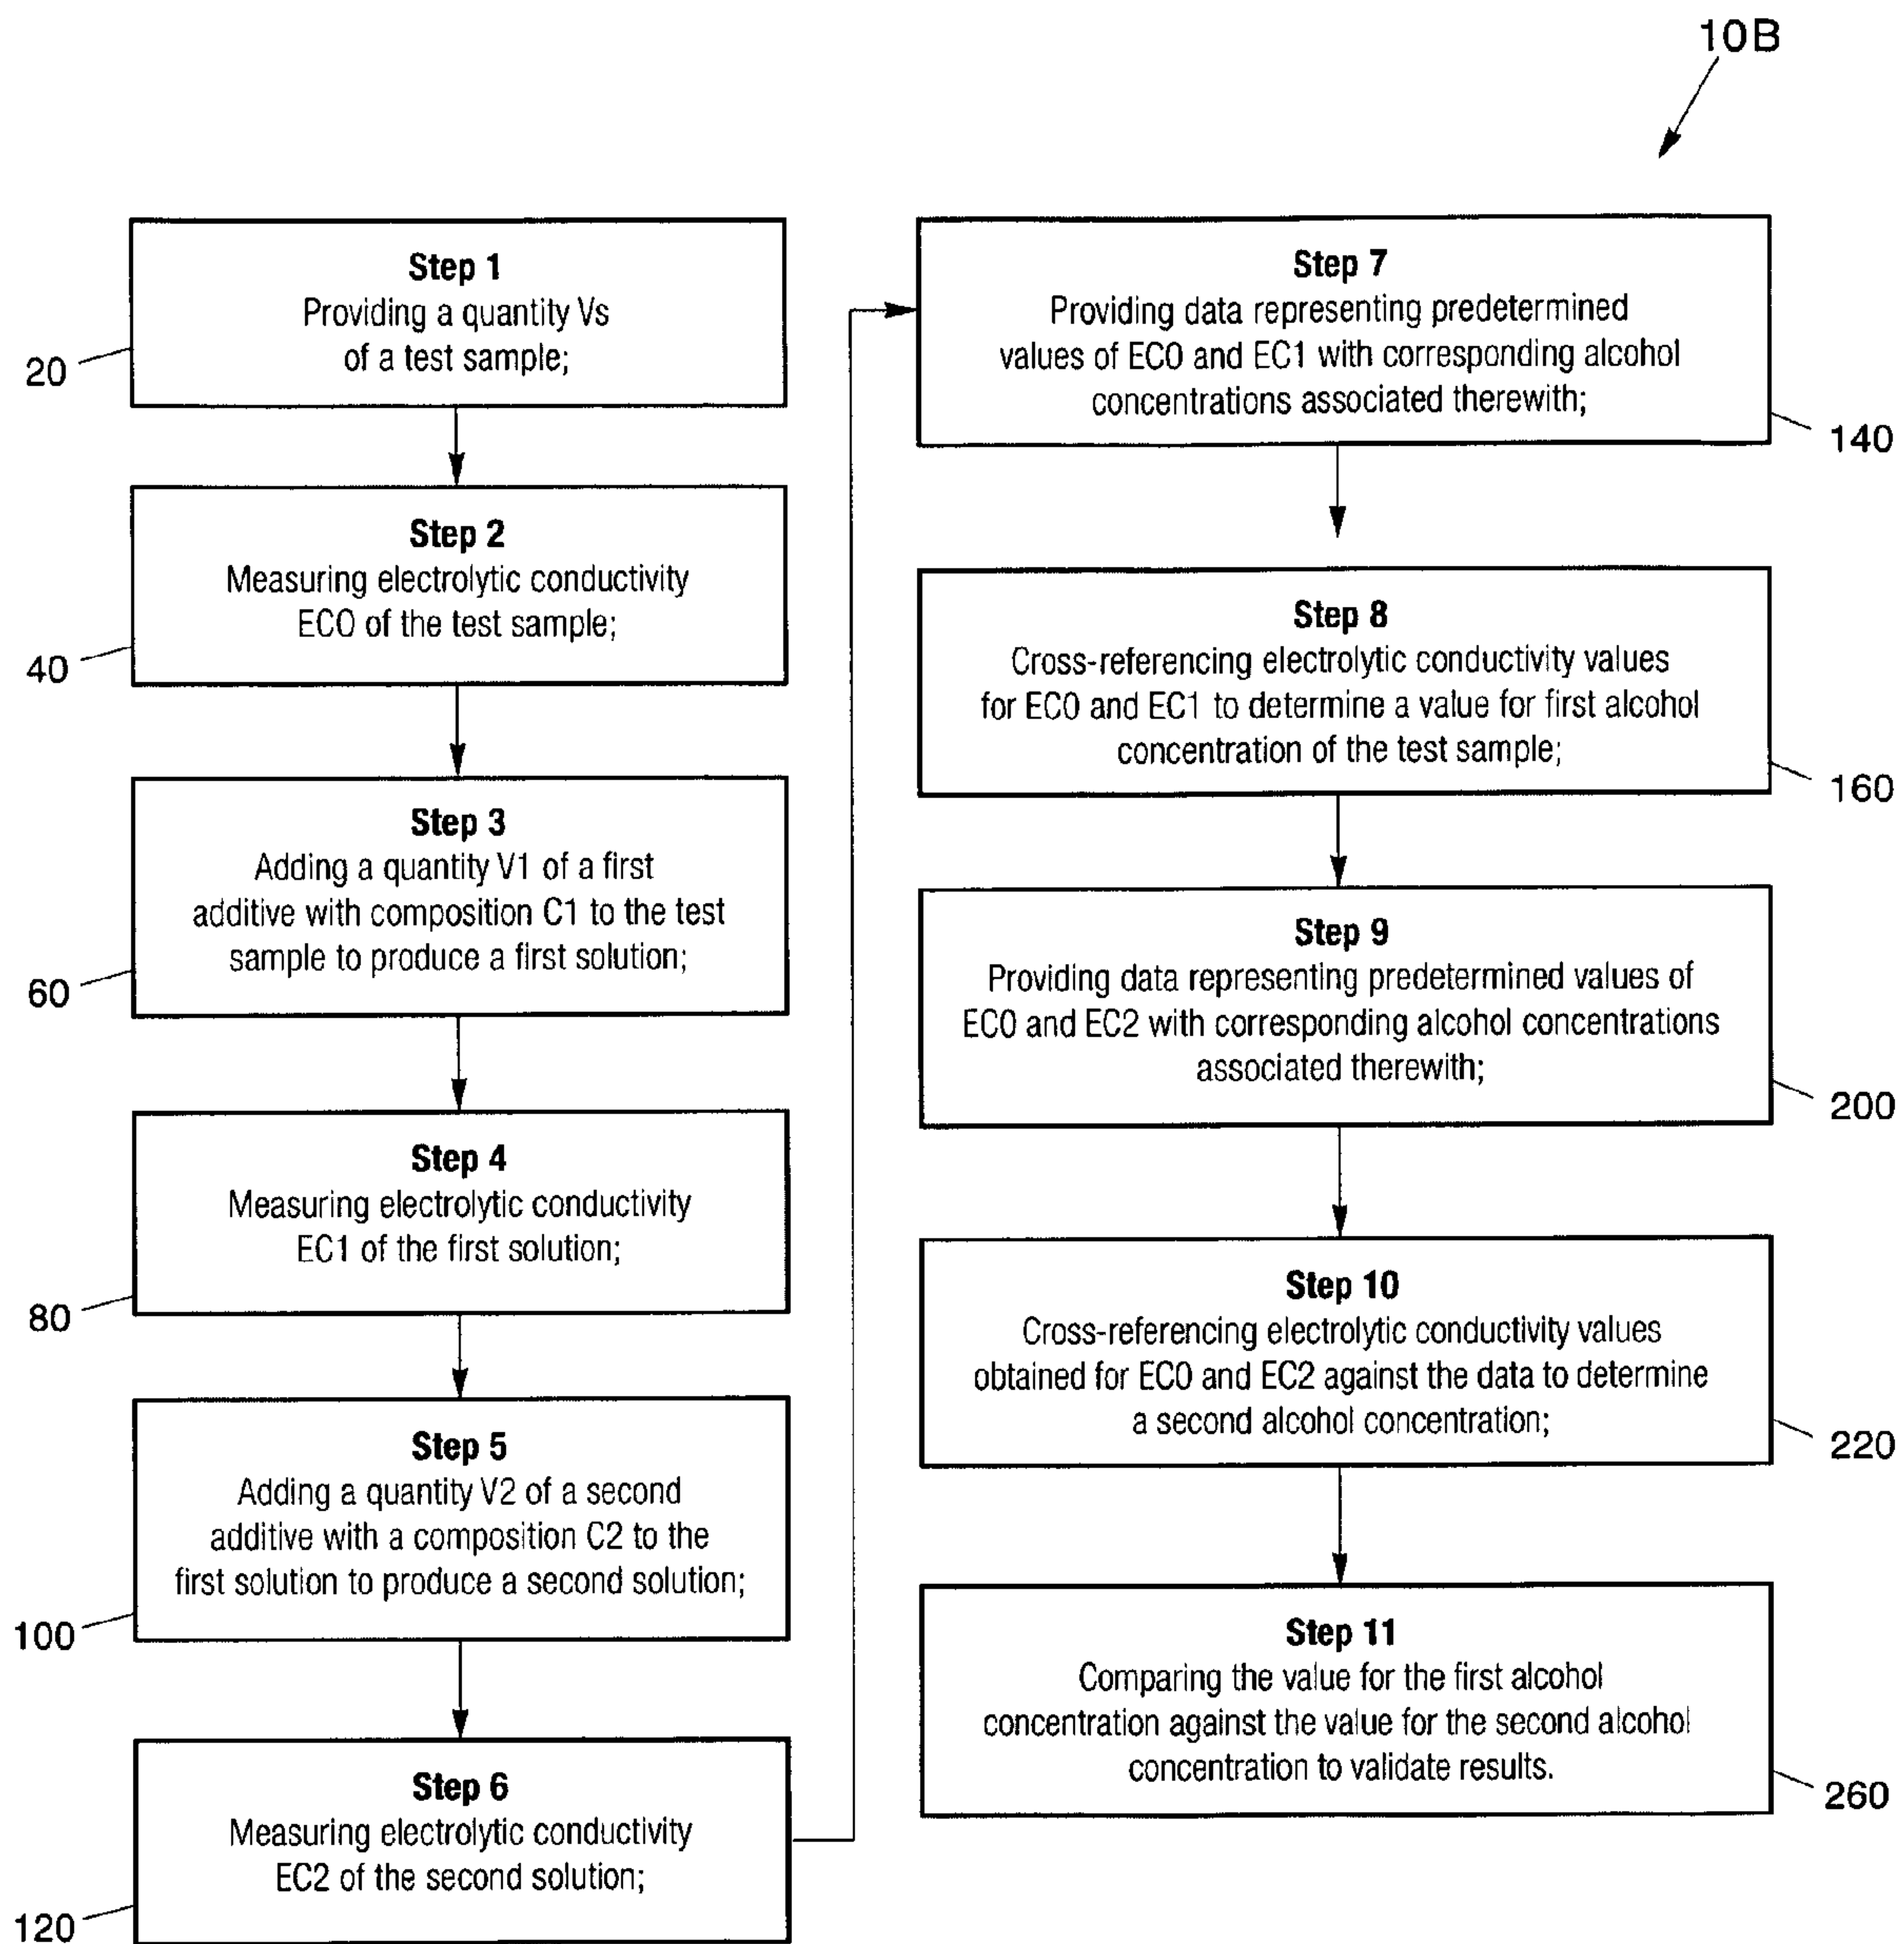 10B
Step 1
Providing a quantity Vs
of a test sample;
20
Step 2
Measuring electrolytic conductivity
EC0 of the test sample;
40
Step 3
Adding a quantity V1 of a first
additive with composition C1 to the test
sample to produce a first solution;
60
Step 4
Measuring electrolytic conductivity
EC1 of the first solution;
80
Step 5
Adding a quantity V2 of a second
additive with a composition C2 to the
first solution to produce a second solution;
100
Step 6
Measuring electrolytic conductivity
EC2 of the second solution;
120
Step 7
Providing data representing predetermined
values of EC0 and EC1 with corresponding alcohol
concentrations associated therewith;
140
Step 8
Cross-referencing electrolytic conductivity values
for EC0 and EC1 to determine a value for first alcohol
concentration of the test sample;
160
Step 9
Providing data representing predetermined values of
EC0 and EC2 with corresponding alcohol concentrations
associated therewith;
200
Step 10
Cross-referencing electrolytic conductivity values
obtained for EC0 and EC2 against the data to determine
a second alcohol concentration;
220
Step 11
Comparing the value for the first alcohol
concentration against the value for the second alcohol
concentration to validate results.
260